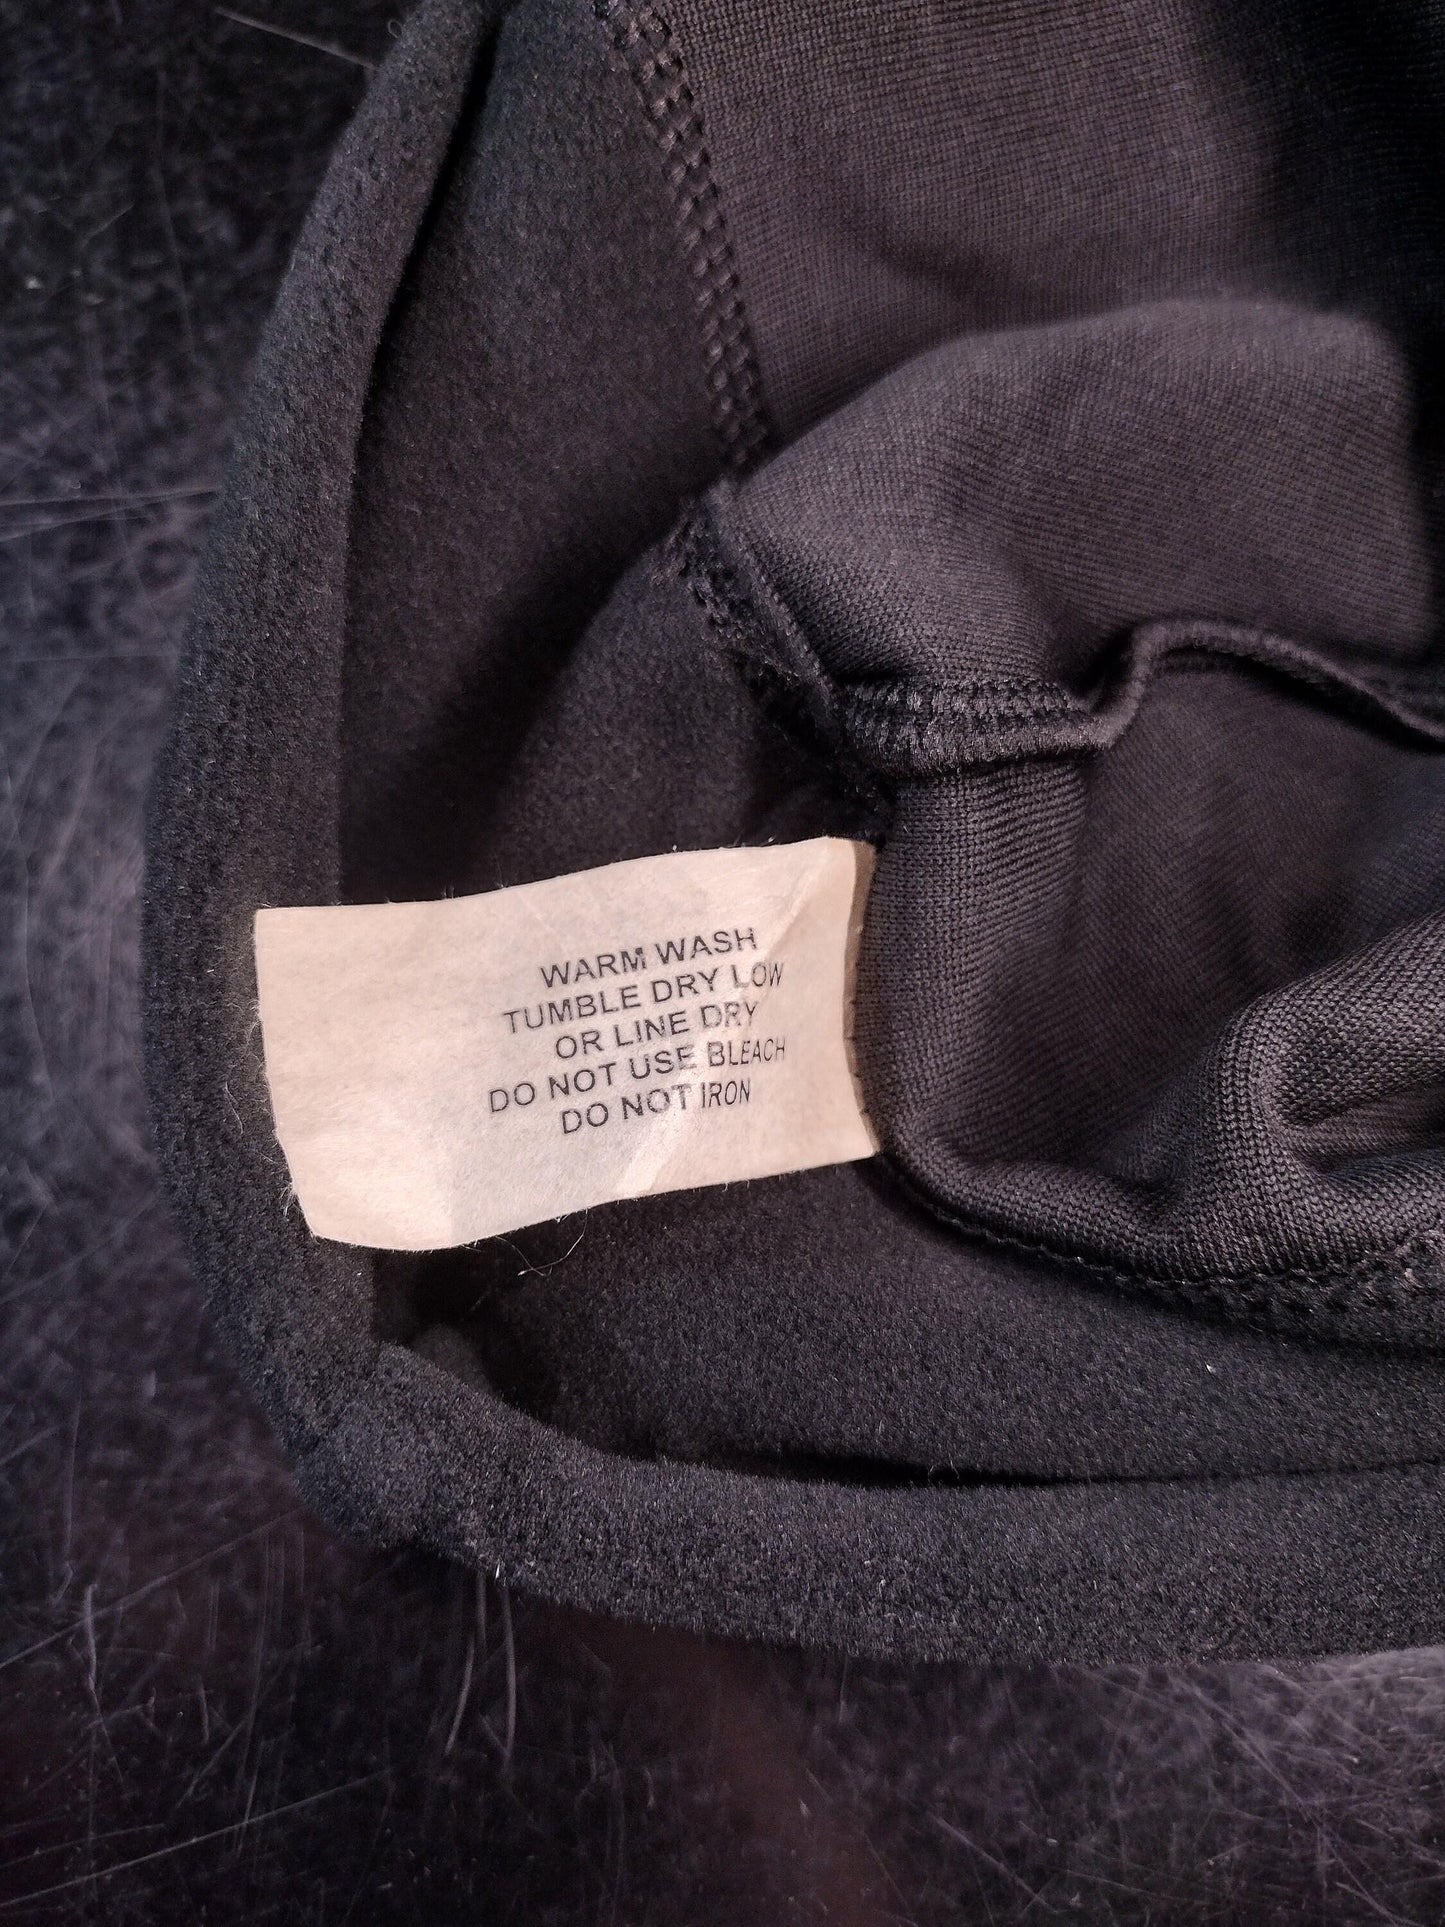 WARM WASH
TUMBLE DRY LOW
OR LINE DRY
DO NOT USE BLEACH
DO NOT IRON